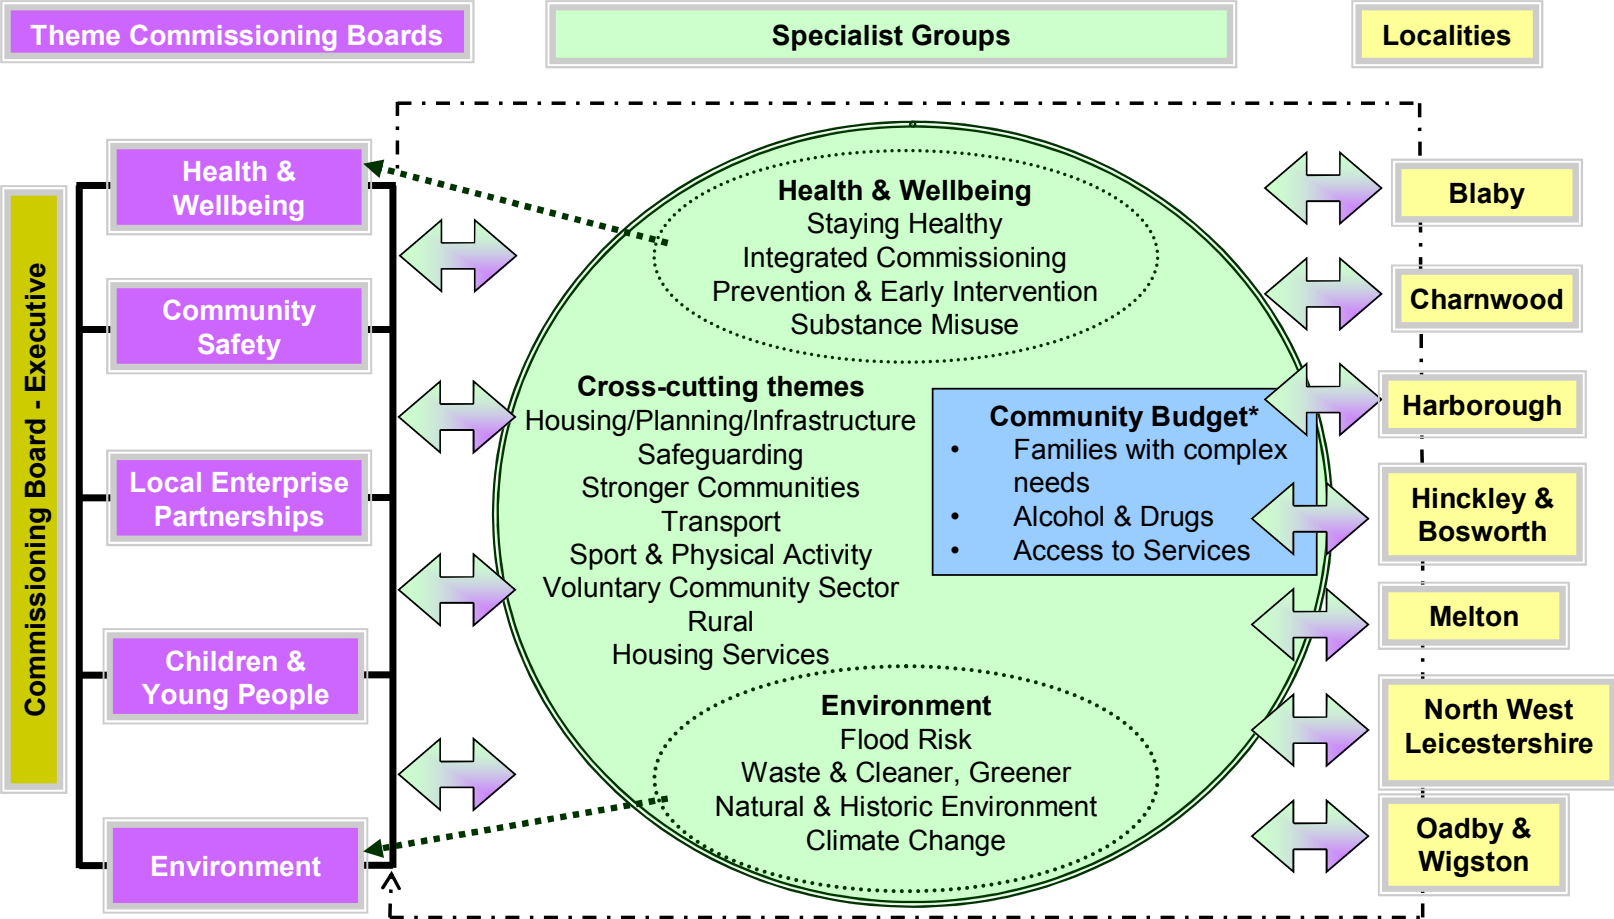 Theme Commissioning Boards
Specialist Groups
Localities
Commissioning Board - Executive
Health &
Wellbeing
Community
Safety
Local Enterprise
Partnerships
Children &
Young People
Environment
Health & Wellbeing
Staying Healthy
Integrated Commissioning
Prevention & Early Intervention
Substance Misuse
Cross-cutting themes
Housing/Planning/Infrastructure
Safeguarding
Stronger Communities
Transport
Sport & Physical Activity
Voluntary Community Sector
Rural
Housing Services
Community Budget*
• Families with complex
needs
• Alcohol & Drugs
• Access to Services
Environment
Flood Risk
Waste & Cleaner, Greener
Natural & Historic Environment
Climate Change
Blaby
Charnwood
Harborough
Hinckley &
Bosworth
Melton
North West
Leicestershire
Oadby &
Wigston